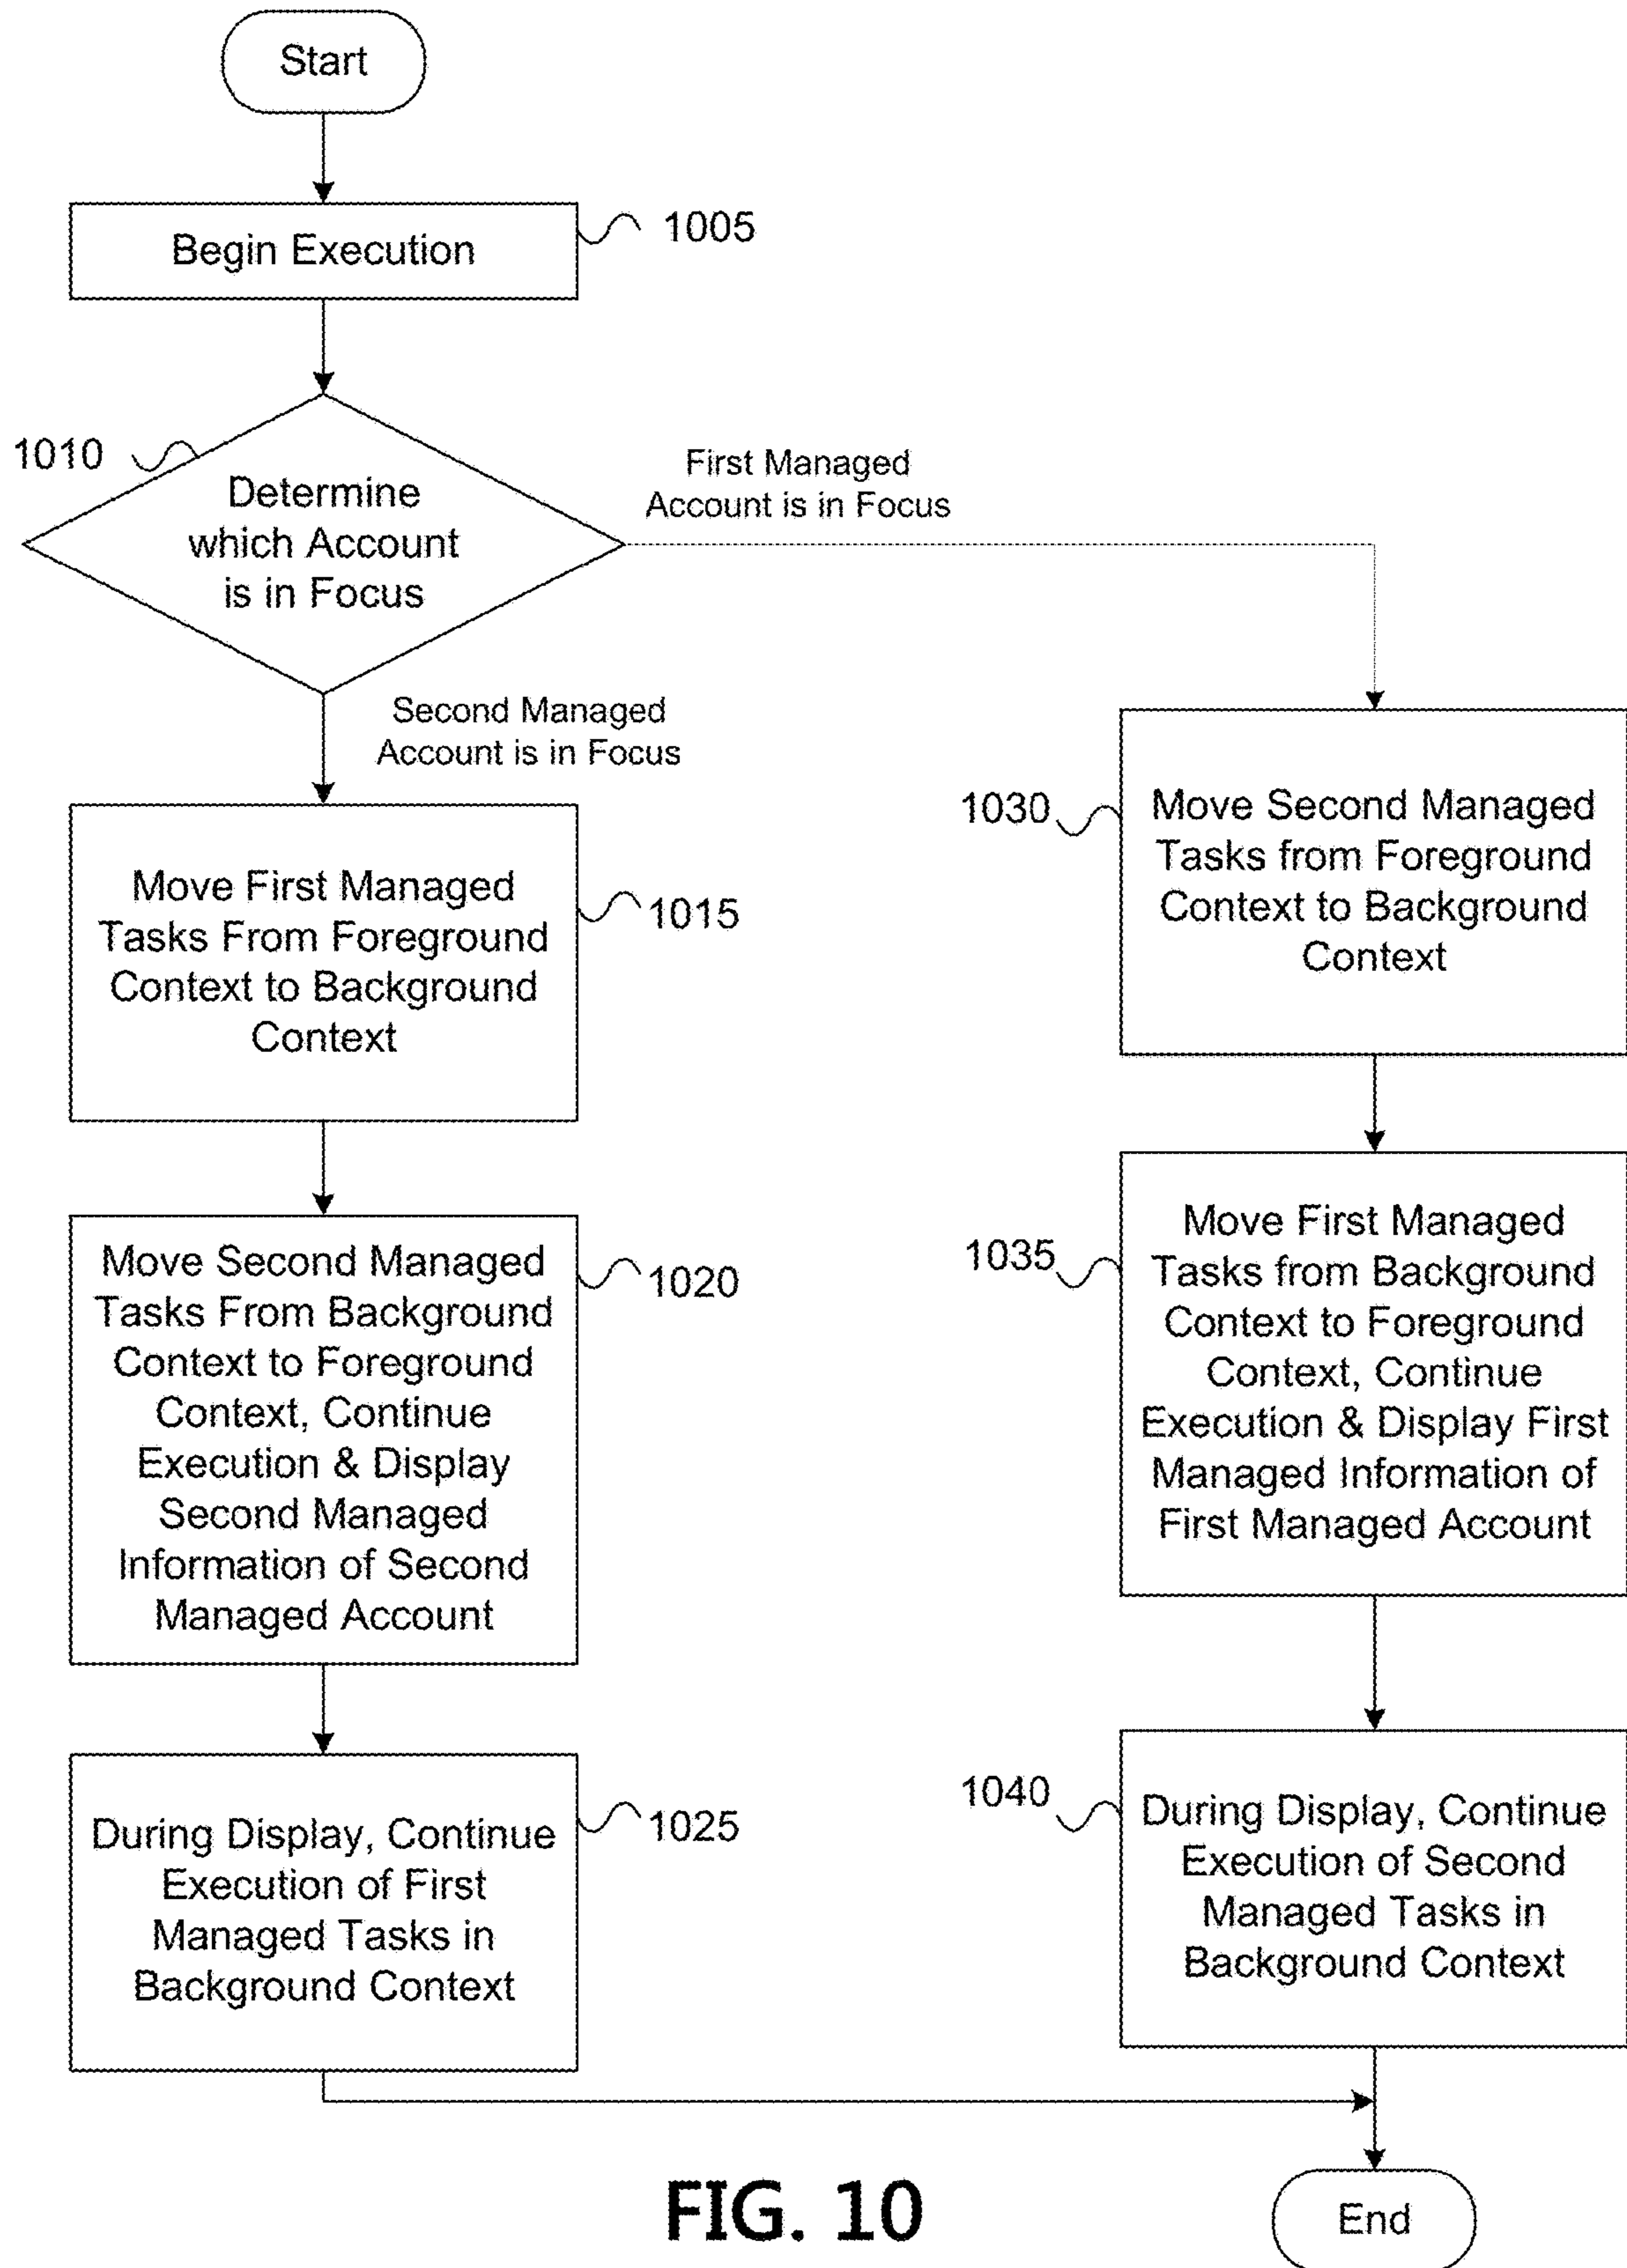 Start
Begin Execution
1005
1010
Determine
which Account
is in Focus
First Managed
Account is in Focus
Second Managed
Account is in Focus
Move First Managed
Tasks From Foreground
Context to Background
Context
1015
Move Second Managed
Tasks From Background
Context to Foreground
Context, Continue
Execution & Display
Second Managed
Information of Second
Managed Account
1020
During Display, Continue
Execution of First
Managed Tasks in
Background Context
1025
1030
Move Second Managed
Tasks from Foreground
Context to Background
Context
1035
Move First Managed
Tasks from Background
Context to Foreground
Context, Continue
Execution & Display First
Managed Information of
First Managed Account
1040
During Display, Continue
Execution of Second
Managed Tasks in
Background Context
End
FIG. 10